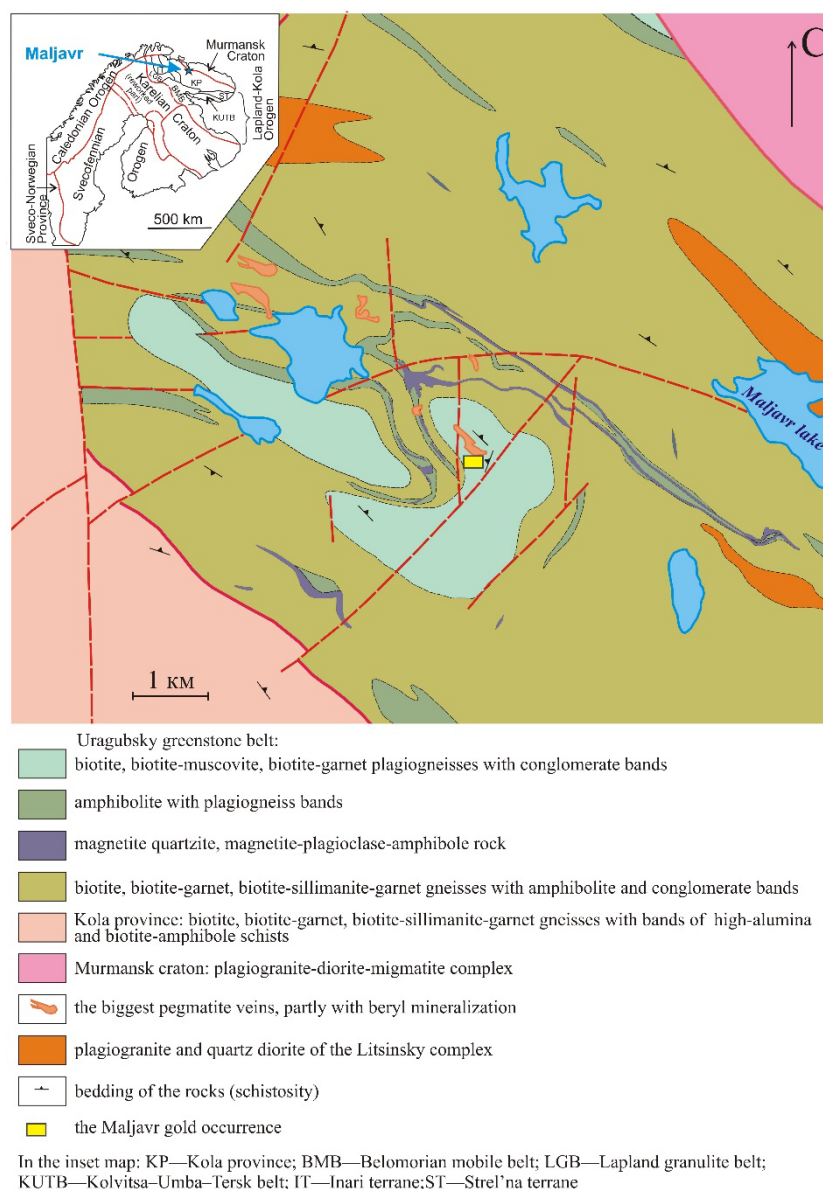 Maljavr
Murmansk
Craton
IT
LGB
KP
ST
BMB
KUTB
Karelian
(reworked
part)
Craton
Lapland-Kola
Orogen
Caledonian Orogen
Svecofennian
Orogen
Sveco-Norwegian
Province
500 km
C
Maljavr lake
1 км
Uragubsky greenstone belt:
biotite, biotite-muscovite, biotite-garnet plagiogneisses with conglomerate bands
amphibolite with plagiogneiss bands
magnetite quartzite, magnetite-plagioclase-amphibole rock
biotite, biotite-garnet, biotite-sillimanite-garnet gneisses with amphibolite and conglomerate bands
Kola province: biotite, biotite-garnet, biotite-sillimanite-garnet gneisses with bands of high-alumina
and biotite-amphibole schists
Murmansk craton: plagiogranite-diorite-migmatite complex
the biggest pegmatite veins, partly with beryl mineralization
plagiogranite and quartz diorite of the Litsinsky complex
bedding of the rocks (schistosity)
the Maljavr gold occurrence
In the inset map: KP—Kola province; BMB—Belomorian mobile belt; LGB—Lapland granulite belt;
KUTB—Kolvitsa–Umba–Tersk belt; IT—Inari terrane;ST—Strel’na terrane